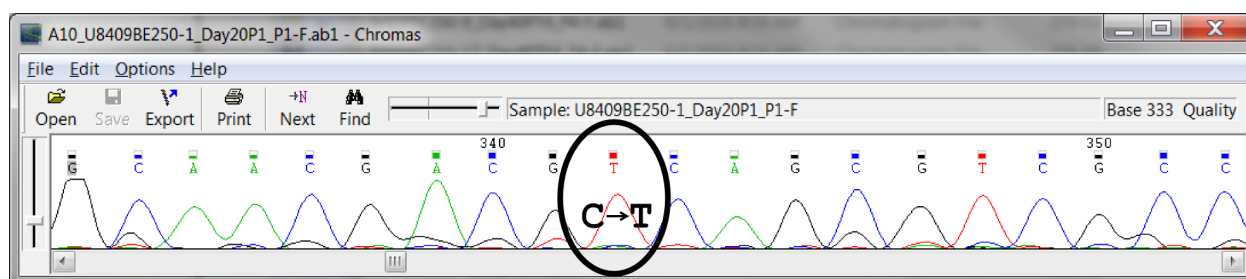 A10_U8409BE250-1_Day20P1_P1-F.ab1 - Chromas
File Edit Options Help
Open Save Export Print Next Find Sample: U8409BE250-1_Day20P1_P1-F Base 333 Quality
→N
340 350
G C A A C G A C G T C A G C G T C G C C
C→T